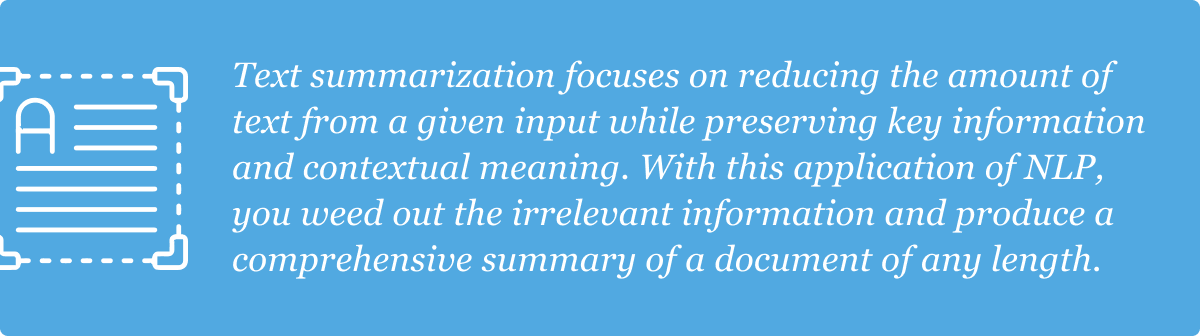 Text summarization focuses on reducing the amount of
text from a given input while preserving key information
and contextual meaning. With this application of NLP,
you weed out the irrelevant information and produce a
comprehensive summary of a document of any length.